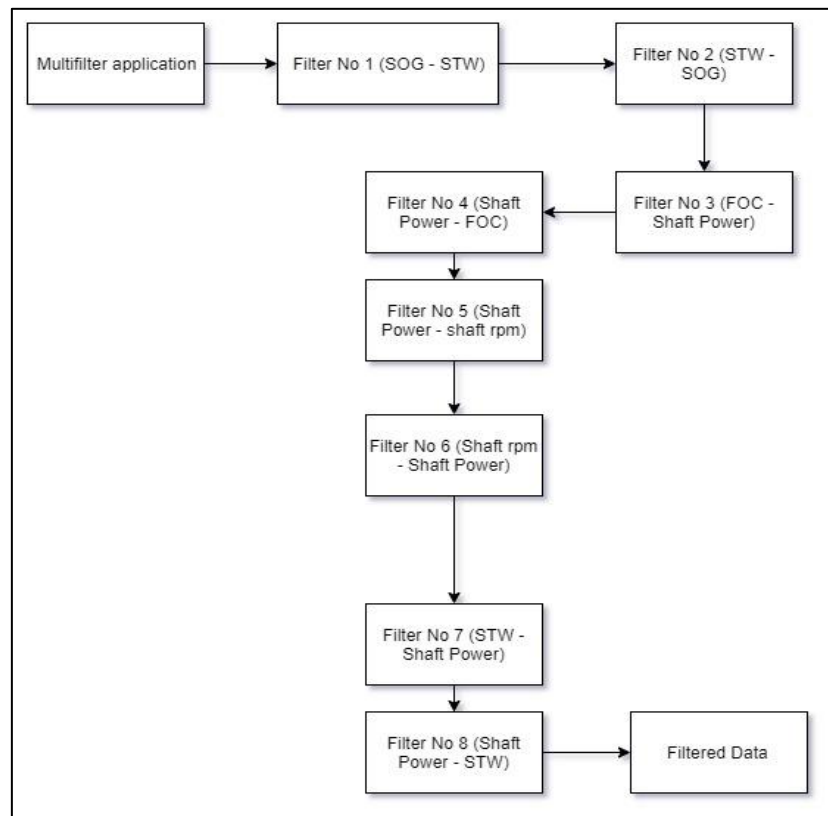 Multifilter application
Filter No 1 (SOG - STW)
Filter No 2 (STW -
SOG)
Filter No 3 (FOC -
Shaft Power)
Filter No 4 (Shaft
Power - FOC)
Filter No 5 (Shaft
Power - shaft rpm)
Filter No 6 (Shaft rpm
- Shaft Power)
Filter No 7 (STW -
Shaft Power)
Filter No 8 (Shaft
Power - STW)
Filtered Data